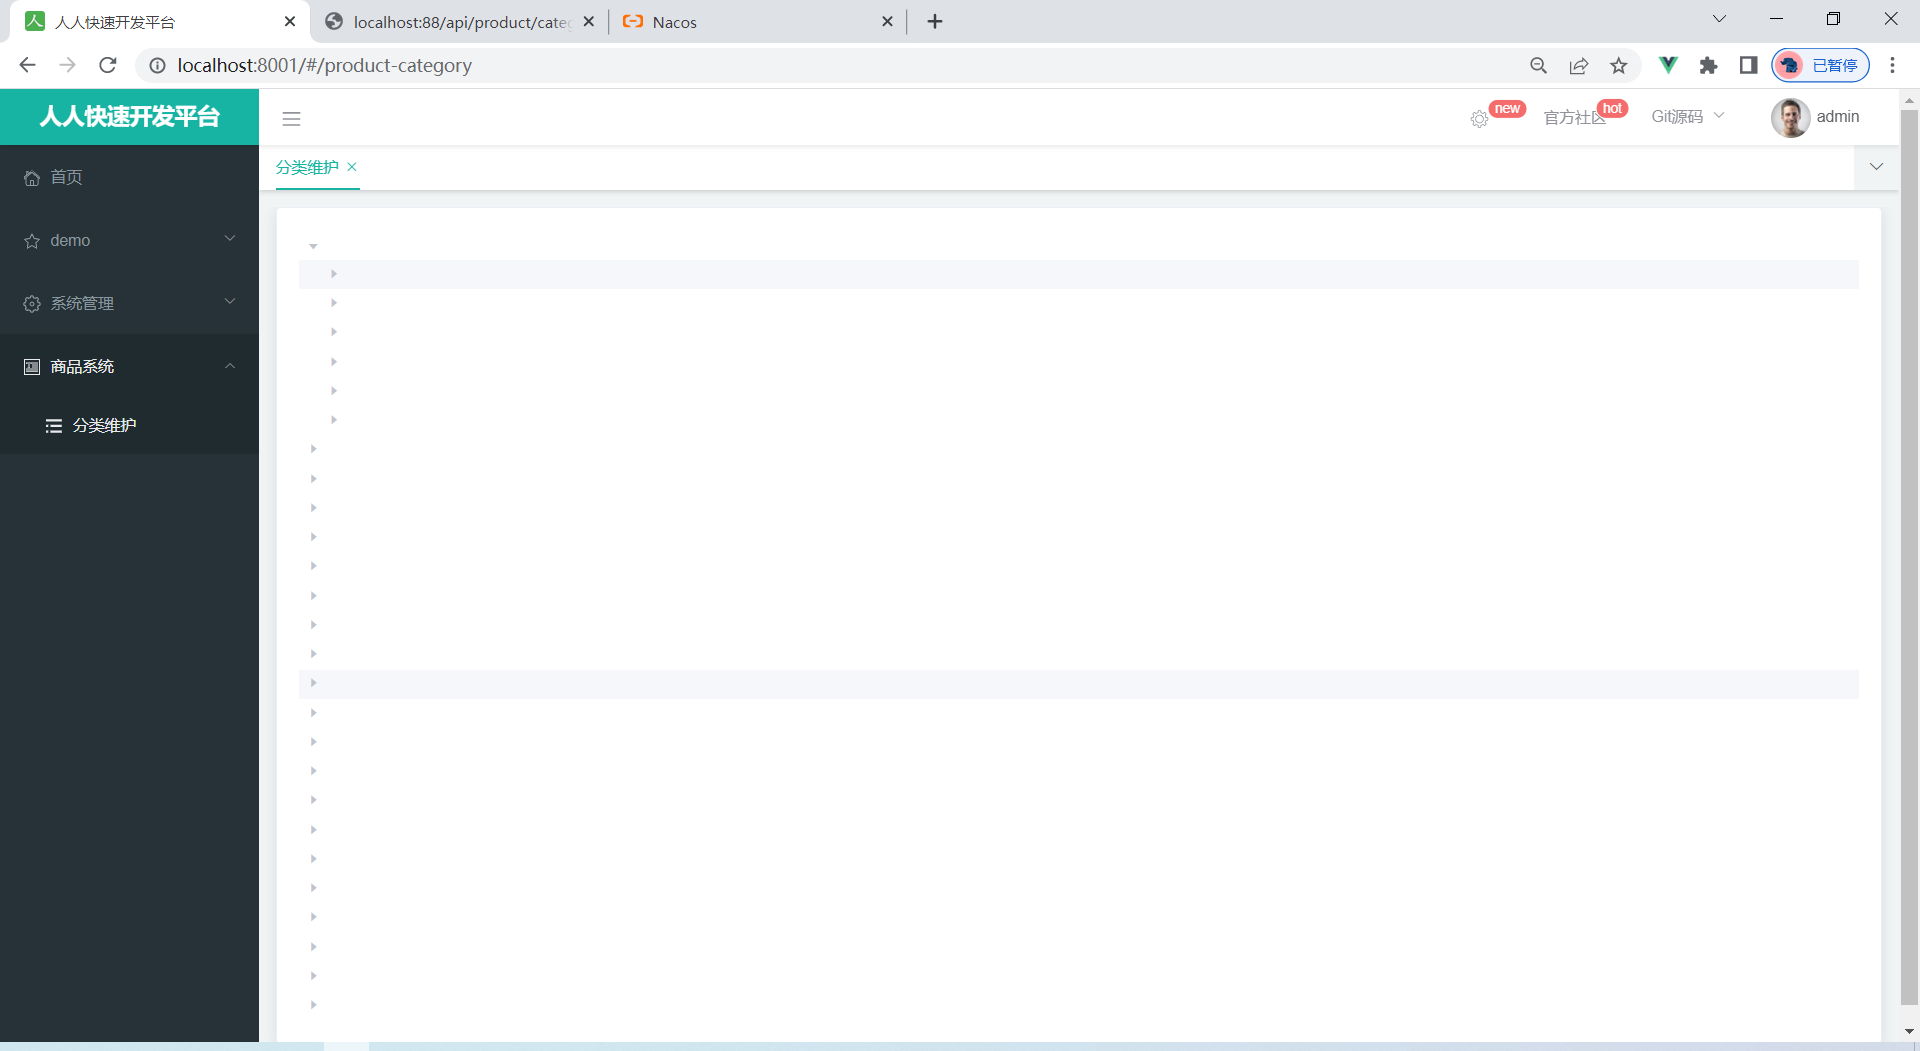 人人快速开发平台
localhost:88/api/product/cate
Nacos
localhost:8001/#/product-category
已暂停
人人快速开发平台
new
官方社区
hot
Git源码
admin
首页
demo
系统管理
商品系统
分类维护
分类维护